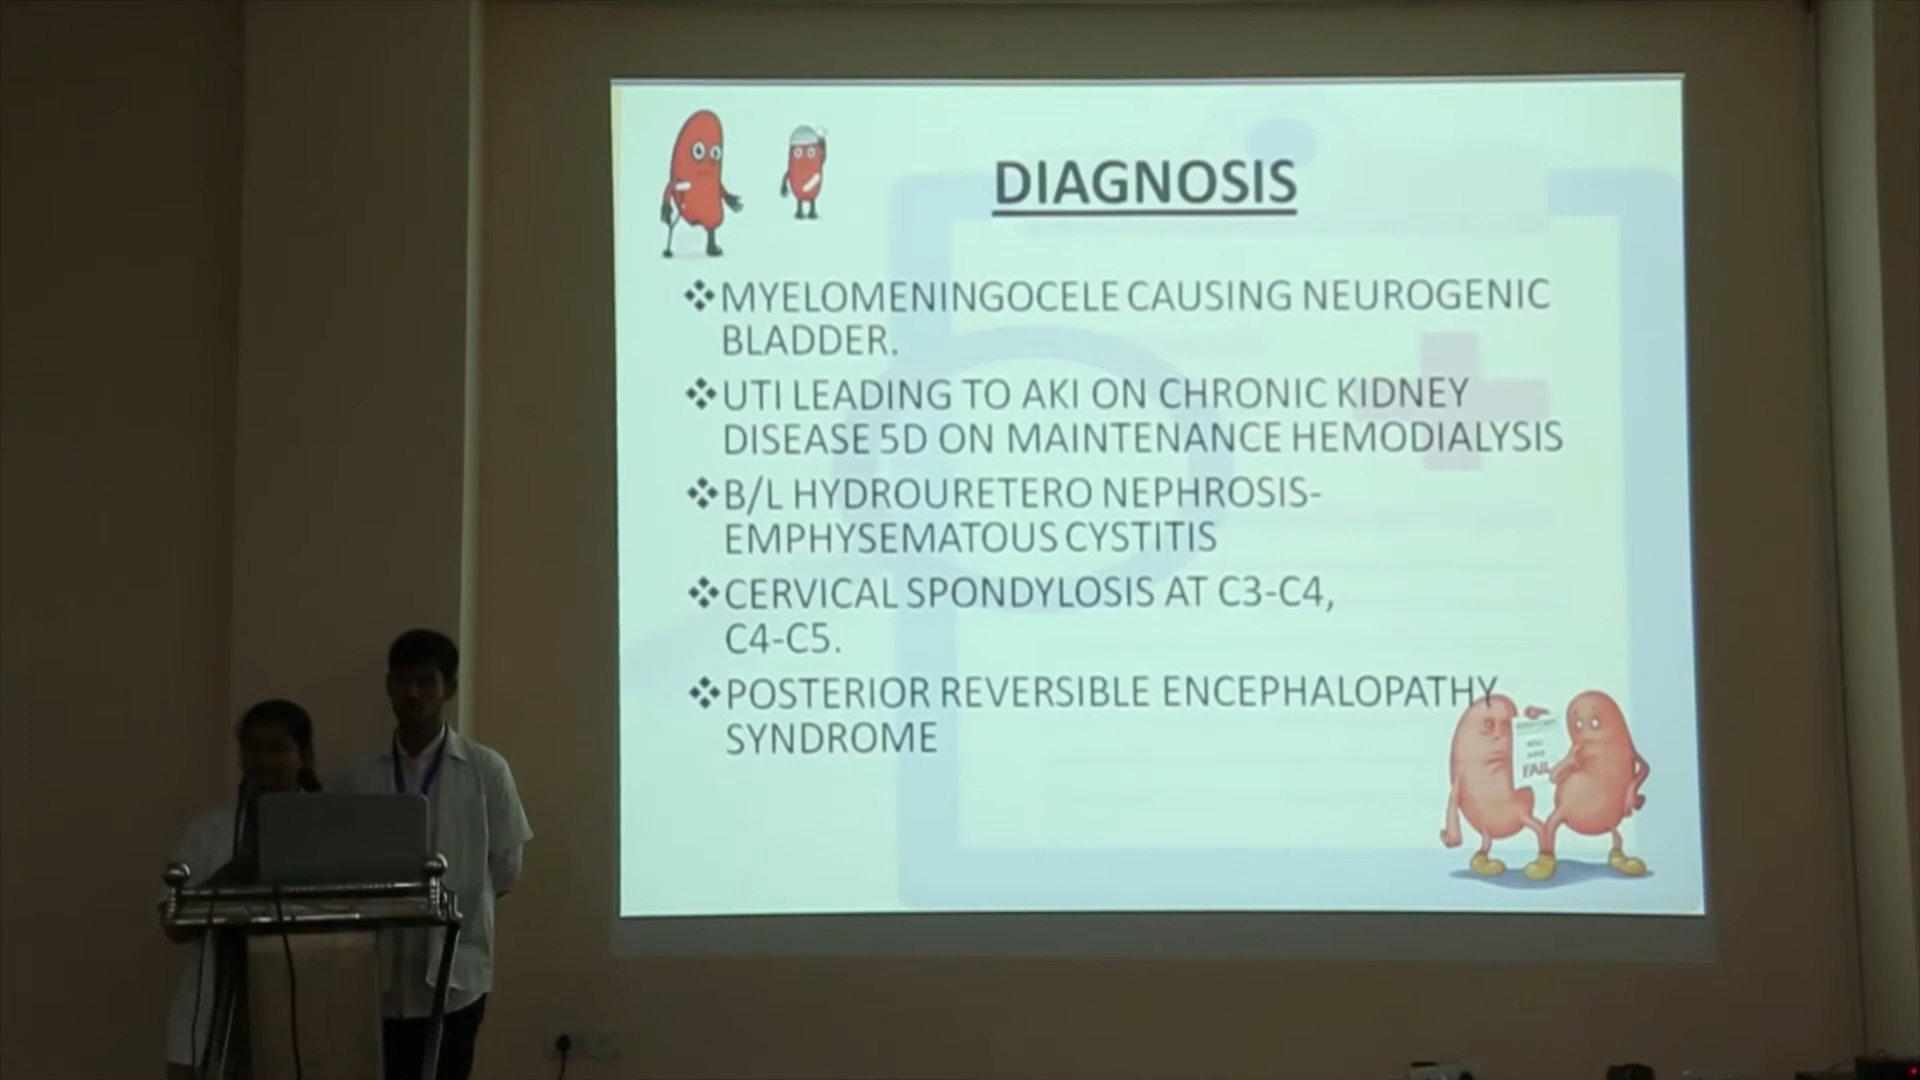 DIAGNOSIS
❖MYELOMENINGOCELE CAUSING NEUROGENIC
BLADDER.
❖UTI LEADING TO AKI ON CHRONIC KIDNEY
DISEASE 5D ON MAINTENANCE HEMODIALYSIS
❖B/L HYDROURETERO NEPHROSIS-
EMPHYSEMATOUS CYSTITIS
❖CERVICAL SPONDYLOSIS AT C3-C4,
C4-C5.
❖POSTERIOR REVERSIBLE ENCEPHALOPATHY
SYNDROME
FAIL